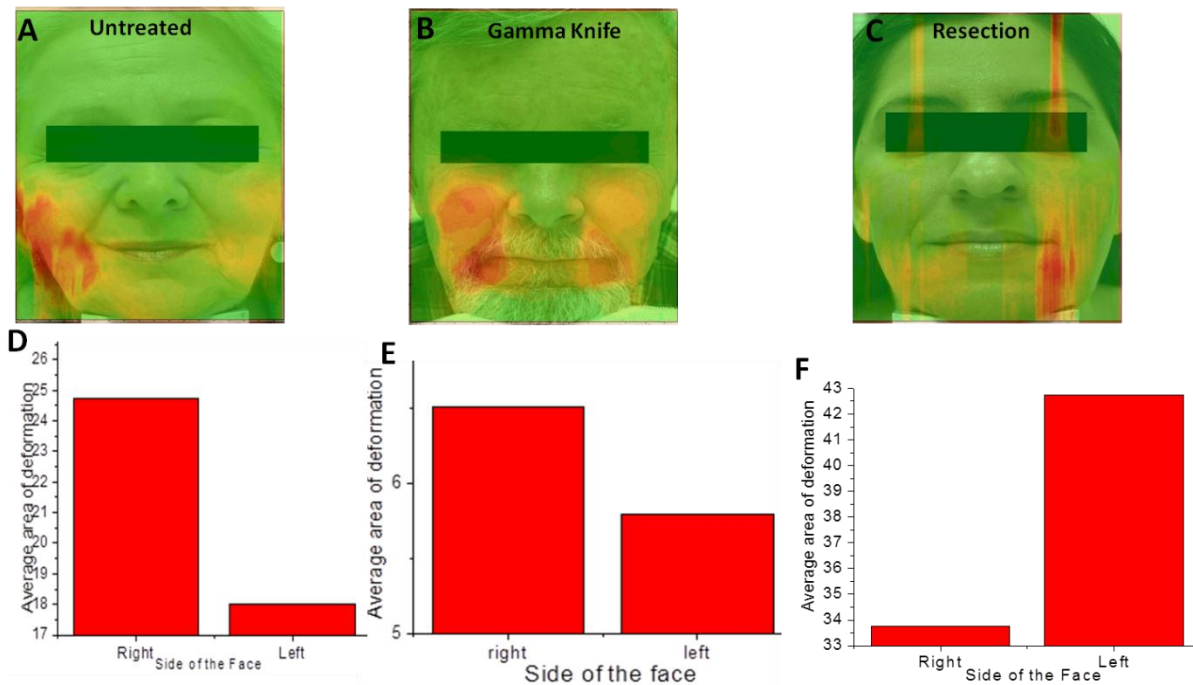 A
Untreated
B
Gamma Knife
C
Resection
D
Average area of deformation
26
25
24
23
22
21
20
19
18
17
Right
Left
Side of the Face
E
Average area of deformation
6
5
right
left
Side of the face
F
Average area of deformation
43
42
41
40
39
38
37
36
35
34
33
Right
Left
Side of the Face